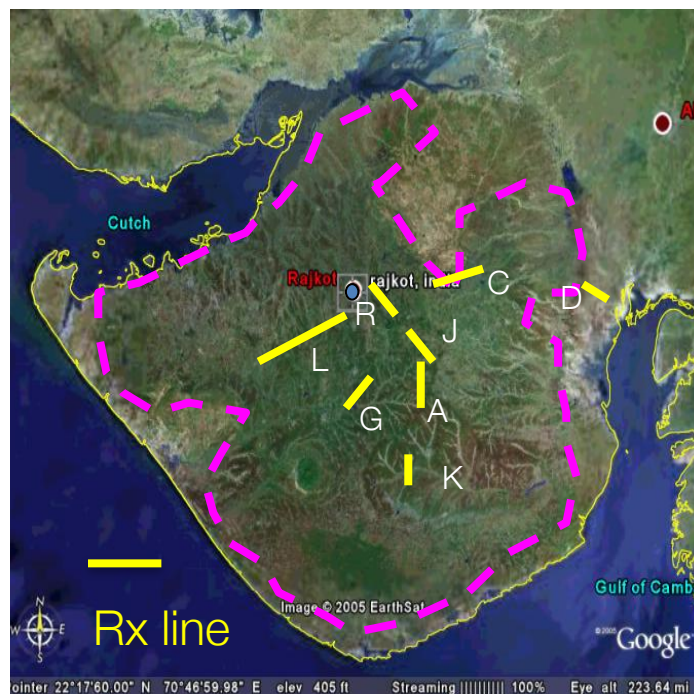 A
Cutch
Rajkot
rajkot, india
C
D
R
J
L
A
G
K
Image © 2005 EarthSat
Gulf of Camb
N
W E
S
Rx line
©2005 Google
ointer 22°17'60.00" N 70°46'59.98" E elev 405 ft Streaming |||||||||| 100% Eye alt 223.64 mi